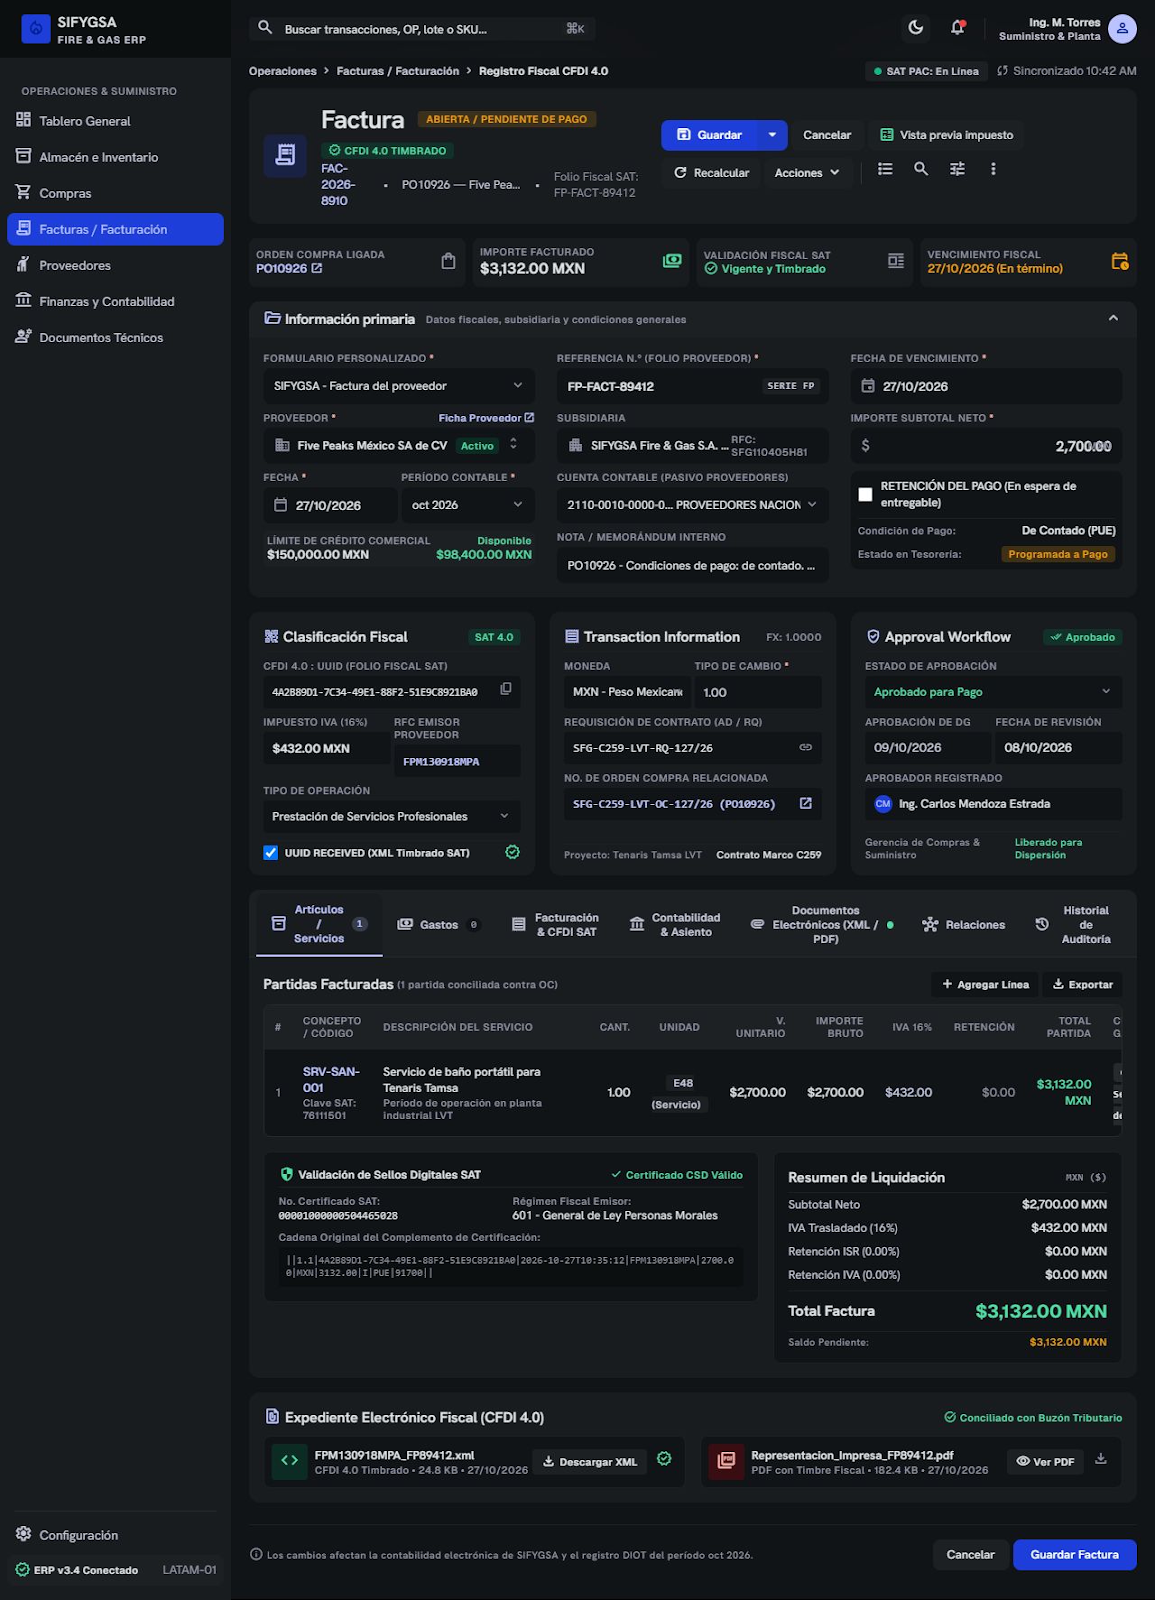 SIFYGSA
FIRE & GAS ERP
Buscar transacciones, OP, lote o SKU...
⌘K
Ing. M. Torres
Suministro & Planta
OPERACIONES & SUMINISTRO
Tablero General
Almacén e Inventario
Compras
Facturas / Facturación
Proveedores
Finanzas y Contabilidad
Documentos Técnicos
Operaciones > Facturas / Facturación > Registro Fiscal CFDI 4.0
SAT PAC: En Línea
Sincronizado 10:42 AM
Factura
ABIERTA / PENDIENTE DE PAGO
CFDI 4.0 TIMBRADO
FAC-
2026-
8910
• PO10926 — Five Pea... •
Folio Fiscal SAT:
FP-FACT-89412
Guardar
Cancelar
Vista previa impuesto
Recalcular
Acciones
ORDEN COMPRA LIGADA
PO10926
IMPORTE FACTURADO
$3,132.00 MXN
VALIDACIÓN FISCAL SAT
Vigente y Timbrado
VENCIMIENTO FISCAL
27/10/2026 (En término)
Información primaria
Datos fiscales, subsidiaria y condiciones generales
FORMULARIO PERSONALIZADO *
SIFYGSA - Factura del proveedor
REFERENCIA N.º (FOLIO PROVEEDOR) *
FP-FACT-89412
SERIE FP
FECHA DE VENCIMIENTO *
27/10/2026
PROVEEDOR *
Ficha Proveedor
Five Peaks México SA de CV
Activo
SUBSIDIARIA
SIFYGSA Fire & Gas S.A. ...
RFC:
SFG110405H81
IMPORTE SUBTOTAL NETO *
$
2,700.00
FECHA *
27/10/2026
PERÍODO CONTABLE *
oct 2026
CUENTA CONTABLE (PASIVO PROVEEDORES)
2110-0010-0000-0... PROVEEDORES NACION
RETENCIÓN DEL PAGO (En espera de
entregable)
Condición de Pago:
De Contado (PUE)
Estado en Tesorería:
Programada a Pago
LÍMITE DE CRÉDITO COMERCIAL
Disponible
$150,000.00 MXN
$98,400.00 MXN
NOTA / MEMORÁNDUM INTERNO
PO10926 - Condiciones de pago: de contado. ...
Clasificación Fiscal
SAT 4.0
CFDI 4.0 : UUID (FOLIO FISCAL SAT)
4A2B89D1-7C34-49E1-88F2-51E9C8921BA0
IMPUESTO IVA (16%)
$432.00 MXN
RFC EMISOR
PROVEEDOR
FPM130918MPA
TIPO DE OPERACIÓN
Prestación de Servicios Profesionales
UUID RECEIVED (XML Timbrado SAT)
Transaction Information
FX: 1.0000
MONEDA
MXN - Peso Mexican
TIPO DE CAMBIO *
1.00
REQUISICIÓN DE CONTRATO (AD / RQ)
SFG-C259-LVT-RQ-127/26
NO. DE ORDEN COMPRA RELACIONADA
SFG-C259-LVT-OC-127/26 (PO10926)
Proyecto: Tenaris Tamsa LVT
Contrato Marco C259
Approval Workflow
Aprobado
ESTADO DE APROBACIÓN
Aprobado para Pago
APROBACIÓN DE DG
09/10/2026
FECHA DE REVISIÓN
08/10/2026
APROBADOR REGISTRADO
CM
Ing. Carlos Mendoza Estrada
Gerencia de Compras &
Suministro
Liberado para
Dispersión
Artículos
/
Servicios
1
Gastos
0
Facturación
& CFDI SAT
Contabilidad
& Asiento
Documentos
Electrónicos (XML /
PDF)
Relaciones
Historial
de
Auditoría
Partidas Facturadas (1 partida conciliada contra OC)
+ Agregar Línea
Exportar
#
CONCEPTO
/ CÓDIGO
DESCRIPCIÓN DEL SERVICIO
CANT.
UNIDAD
V.
UNITARIO
IMPORTE
BRUTO
IVA 16%
RETENCIÓN
TOTAL
PARTIDA
C
G
1
SRV-SAN-
001
Clave SAT:
76111501
Servicio de baño portátil para
Tenaris Tamsa
Período de operación en planta
industrial LVT
1.00
E48
(Servicio)
$2,700.00
$2,700.00
$432.00
$0.00
$3,132.00
MXN
Se
de
Validación de Sellos Digitales SAT
Certificado CSD Válido
No. Certificado SAT:
00001000000504465028
Régimen Fiscal Emisor:
601 - General de Ley Personas Morales
Cadena Original del Complemento de Certificación:
||1.1|4A2B89D1-7C34-49E1-88F2-51E9C8921BA0|2026-10-27T10:35:12|FPM130918MPA|2700.0
0|MXN|3132.00|I|PUE|91700||
Resumen de Liquidación
MXN ($)
Subtotal Neto
$2,700.00 MXN
IVA Trasladado (16%)
$432.00 MXN
Retención ISR (0.00%)
$0.00 MXN
Retención IVA (0.00%)
$0.00 MXN
Total Factura
$3,132.00 MXN
Saldo Pendiente:
$3,132.00 MXN
Expediente Electrónico Fiscal (CFDI 4.0)
Conciliado con Buzón Tributario
FPM130918MPA_FP89412.xml
CFDI 4.0 Timbrado • 24.8 KB • 27/10/2026
Descargar XML
Representacion_Impresa_FP89412.pdf
PDF con Timbre Fiscal • 182.4 KB • 27/10/2026
Ver PDF
Configuración
ERP v3.4 Conectado
LATAM-01
Los cambios afectan la contabilidad electrónica de SIFYGSA y el registro DIOT del período oct 2026.
Cancelar
Guardar Factura